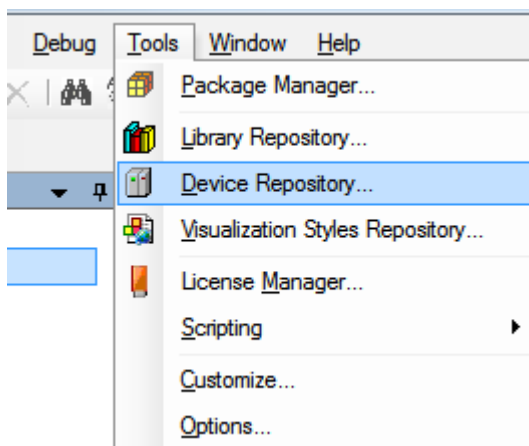 Debug Tools Window Help
Package Manager...
Library Repository...
Device Repository...
Visualization Styles Repository...
License Manager...
Scripting
Customize...
Options...